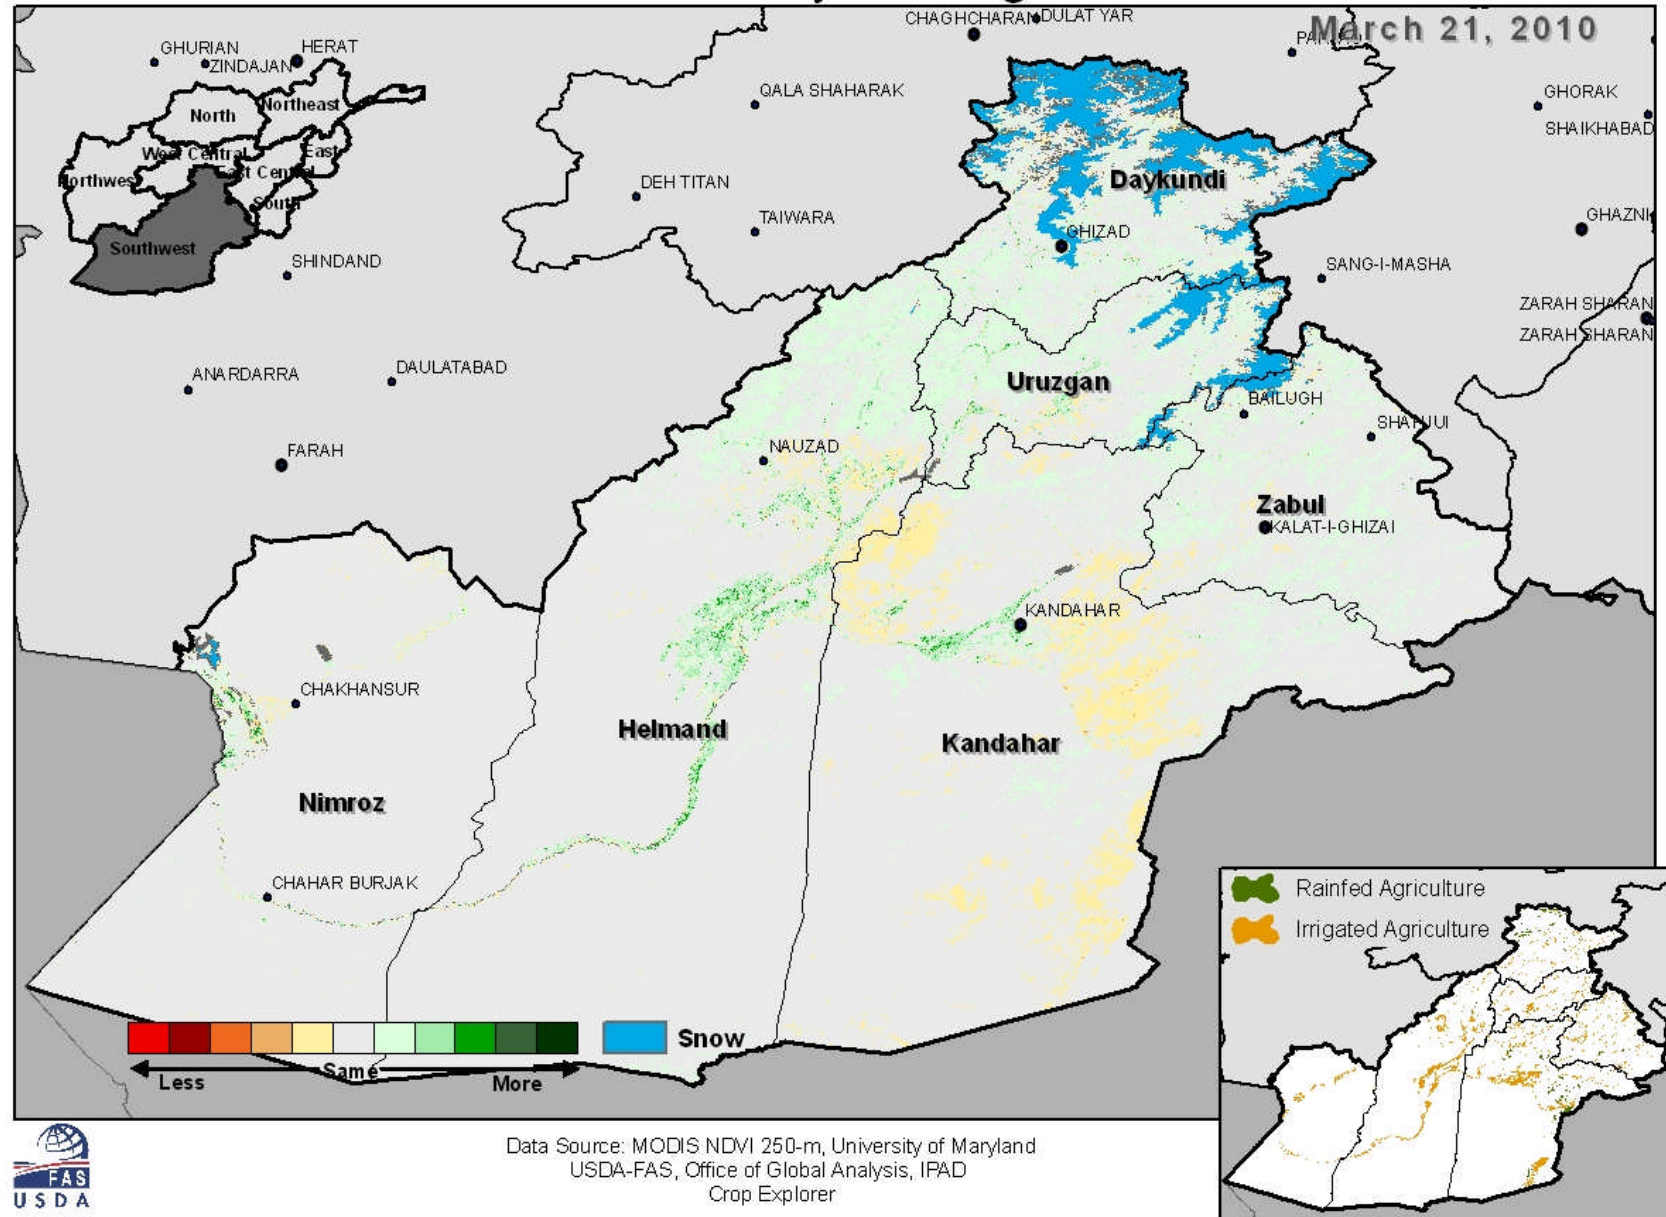 March 21, 2010
CHAGHCHARAN
DULAT YAR
GHURIAN
HERAT
ZINDAJAN
QALA SHAHARAK
GHORAK
SHAIKHABAD
North
Northeast
West Central
East
East Central
South
Southwest
DEH TITAN
TAIWARA
Daykundi
GHIZAD
GHAZNI
SHINDAND
SANG-I-MASHA
ZARAH SHARAN
ZARAH SHARAN
ANARDARRA
DAULATABAD
Uruzgan
BAILUGH
FARAH
NAUZAD
Zabul
KALAT-I-GHIZAI
KANDAHAR
CHAKHANSUR
Helmand
Kandahar
Nimroz
CHAHAR BURJAK
Rainfed Agriculture
Irrigated Agriculture
Snow
Less
Same
More
FAS
USDA
Data Source: MODIS NDVI 250-m, University of Maryland
USDA-FAS, Office of Global Analysis, IPAD
Crop Explorer